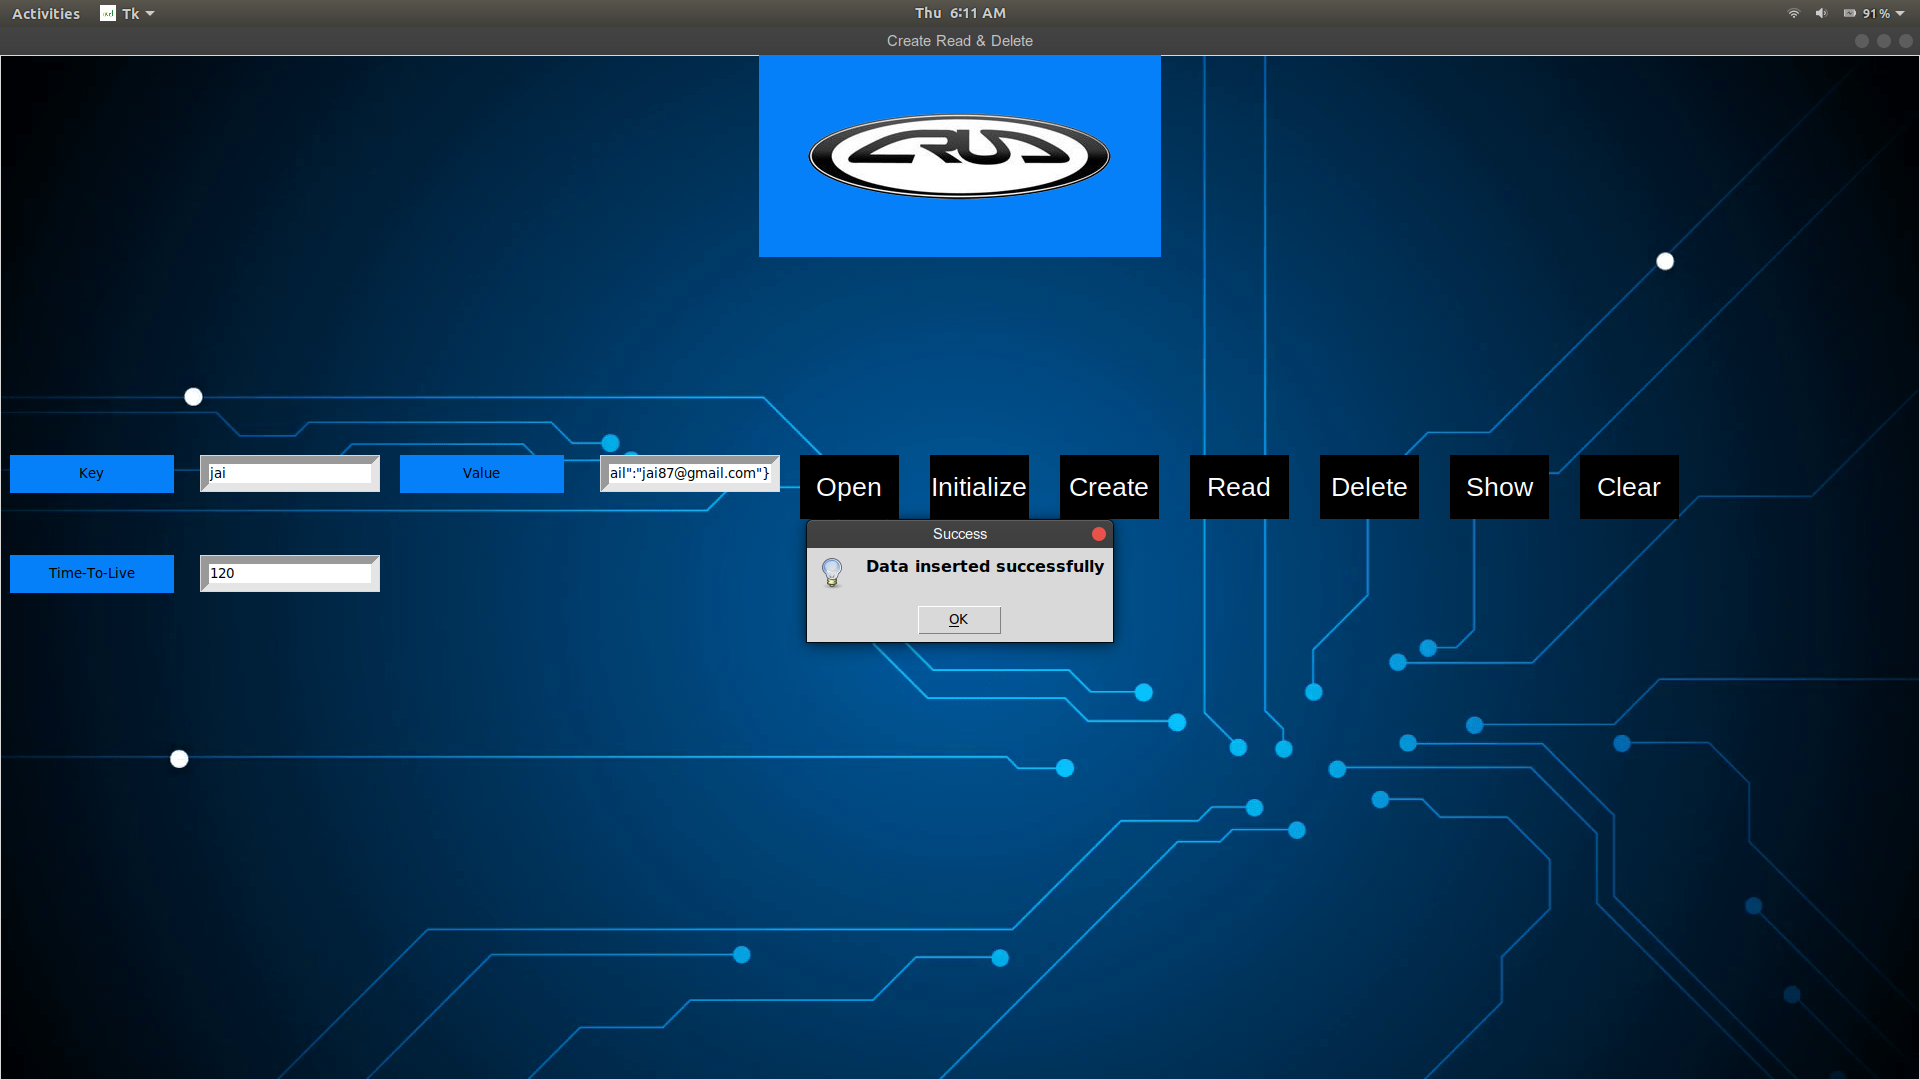 Activities Tk Thu 6:11 AM 91%
Create Read & Delete
CRUD
Key jai Value ail":"jai87@gmail.com"}
Open Initialize Create Read Delete Show Clear
Success
Data inserted successfully
OK
Time-To-Live 120